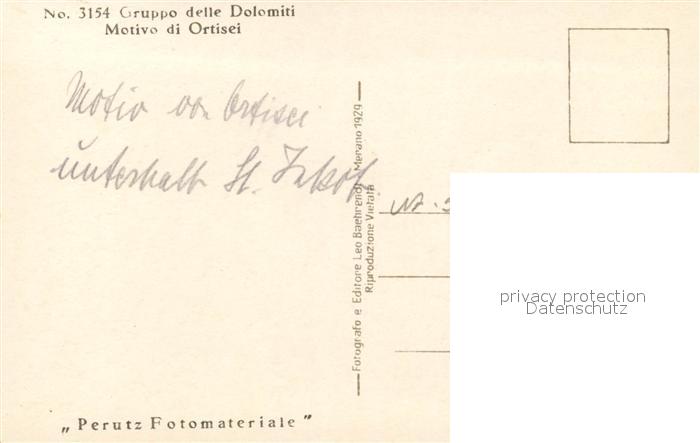 No. 3154 Gruppo delle Dolomiti
Motivo di Ortisei
Motiv von Ortisei
unterhalb St. Jakob.
Fotografo e Editore Leo Baehrendt, Merano 1929
Riproduzione Vietata
privacy protection
Datenschutz
„Perutz Fotomateriale”